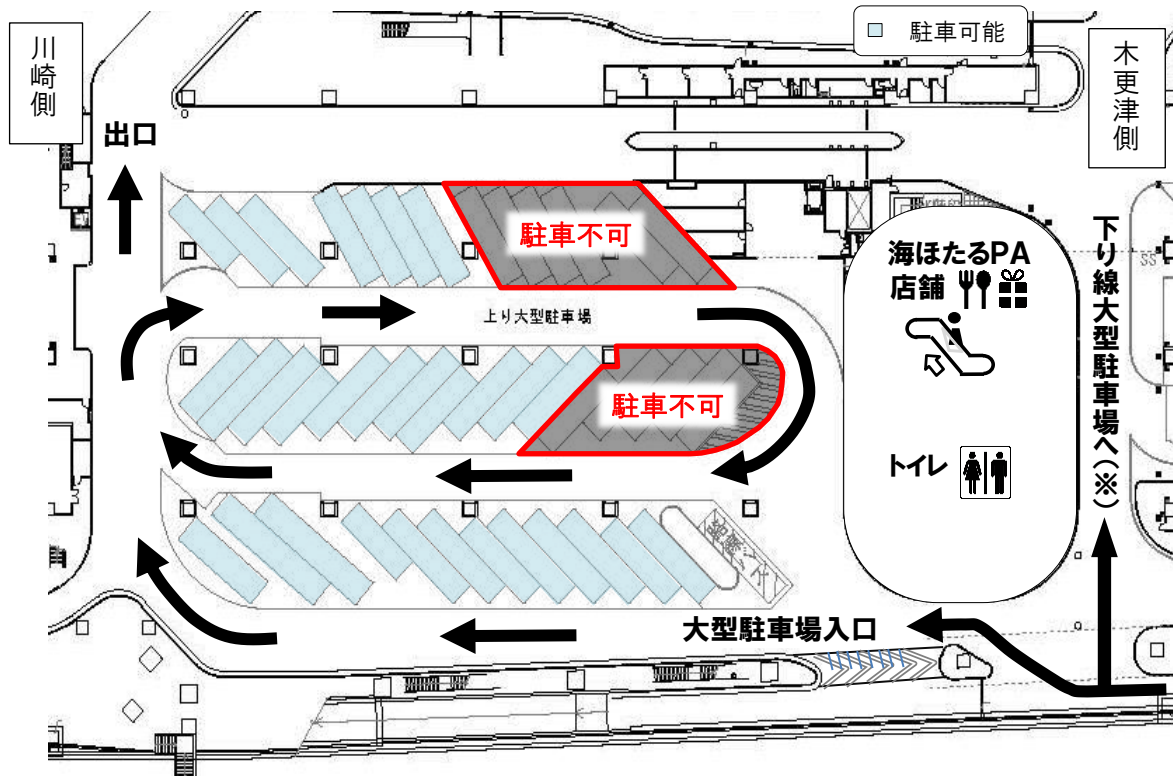 駐車可能
川崎側
木更津側
出口
駐車不可
海ほたるPA
店舗
下り線大型駐車場へ(※)
上り大型駐車場
駐車不可
トイレ
大型駐車場入口